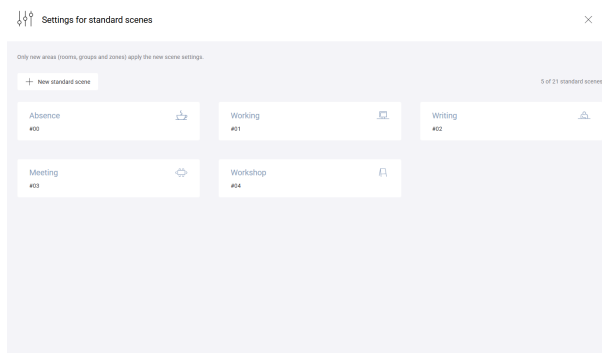 Settings for standard scenes
Only new areas (rooms, groups and zones) apply the new scene settings.
New standard scene
5 of 21 standard scenes
Absence
#00
Working
#01
Writing
#02
Meeting
#03
Workshop
#04